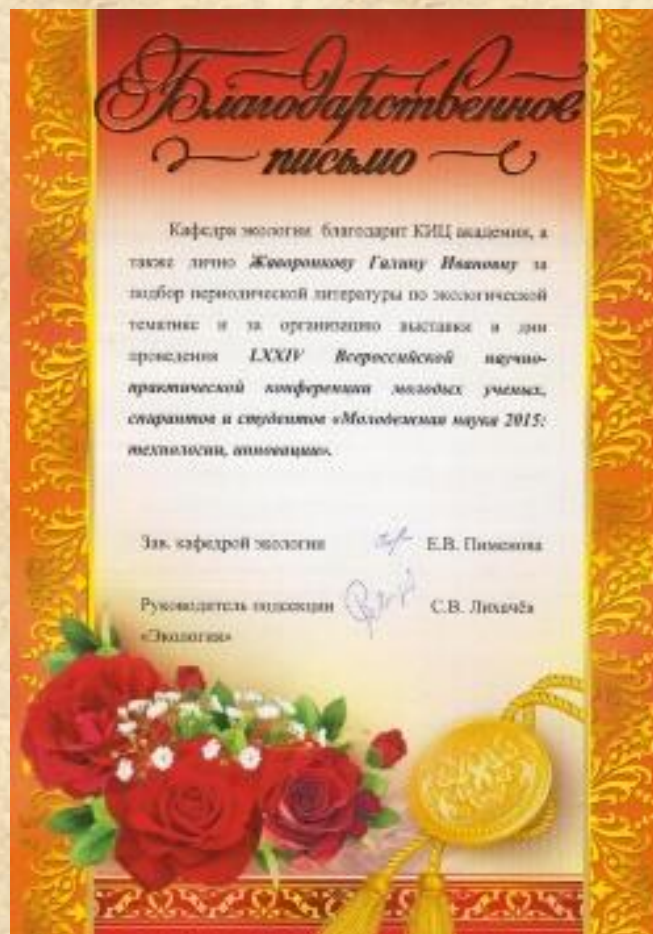 Благодарственное
письмо
Кафедра экологии благодарит КИЦ академии, а
также лично Жаворонкову Галину Ивановну за
подбор периодической литературы по экологической
тематике и за организацию выставки в дни
проведения LXXIV Всероссийской научно-
практической конференции молодых ученых,
спирантов и студентов «Молодежная наука 2015:
технологии, инновации».
Зав. кафедрой экологии Е.В. Пименова
Руководитель подсекции С.В. Лихачёв
«Экология»